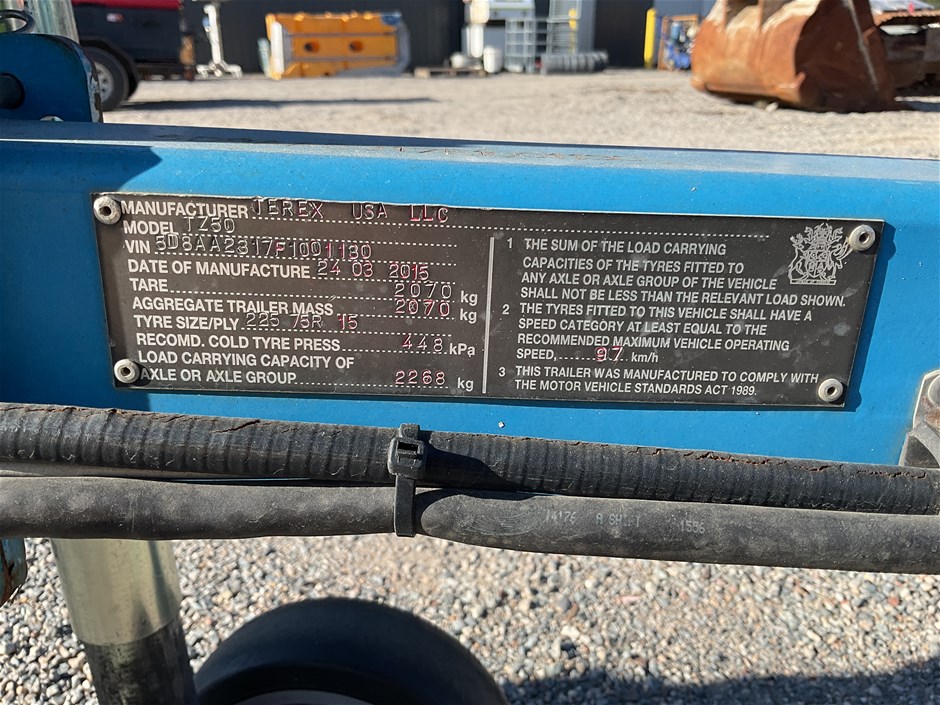 MANUFACTURER TEREX USA LLC
MODEL TZ50
VIN 5D8AA2317F1001130
DATE OF MANUFACTURE 24 03 2015
TARE 2070 kg
AGGREGATE TRAILER MASS 2070 kg
TYRE SIZE/PLY 225 75R 15
RECOMD. COLD TYRE PRESS. 448 kPa
LOAD CARRYING CAPACITY OF
AXLE OR AXLE GROUP 2268 kg
1 THE SUM OF THE LOAD CARRYING
CAPACITIES OF THE TYRES FITTED TO
ANY AXLE OR AXLE GROUP OF THE VEHICLE
SHALL NOT BE LESS THAN THE RELEVANT LOAD SHOWN.
2 THE TYRES FITTED TO THIS VEHICLE SHALL HAVE A
SPEED CATEGORY AT LEAST EQUAL TO THE
RECOMMENDED MAXIMUM VEHICLE OPERATING
SPEED, 97 km/h
3 THIS TRAILER WAS MANUFACTURED TO COMPLY WITH
THE MOTOR VEHICLE STANDARDS ACT 1989.